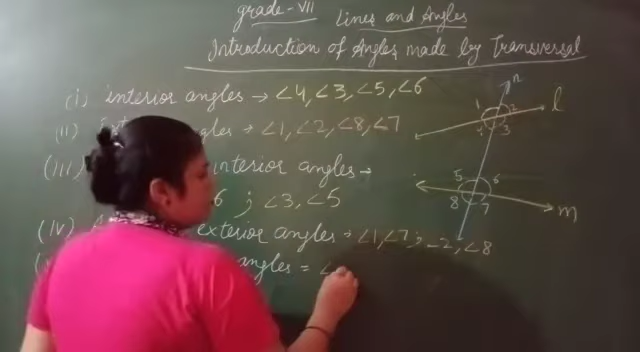 grade-VII Lines and Angles
Introduction of Angles made by Transversal
(i) interior angles → ∠4, ∠3, ∠5, ∠6
(ii) angles → ∠1, ∠2, ∠8, ∠7
(iii) interior angles →
6 ; ∠3, ∠5
(iv) exterior angles → ∠1, ∠7 ; ∠2, ∠8
angles = ∠
n
1 2
l
4 3
5 6
8 7
m